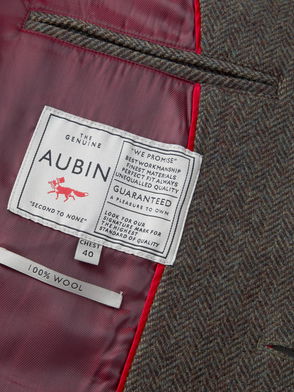 THE
GENUINE
AUBIN
"SECOND TO NONE"
"WE PROMISE"
BEST WORKMANSHIP
FINEST MATERIALS
PERFECT FIT ALWAYS
UNEQUALLED QUALITY
GUARANTEED
A PLEASURE TO OWN
LOOK FOR OUR
SIGNATURE MARK FOR
THE HIGHEST
STANDARD OF QUALITY
CHEST
40
100% WOOL